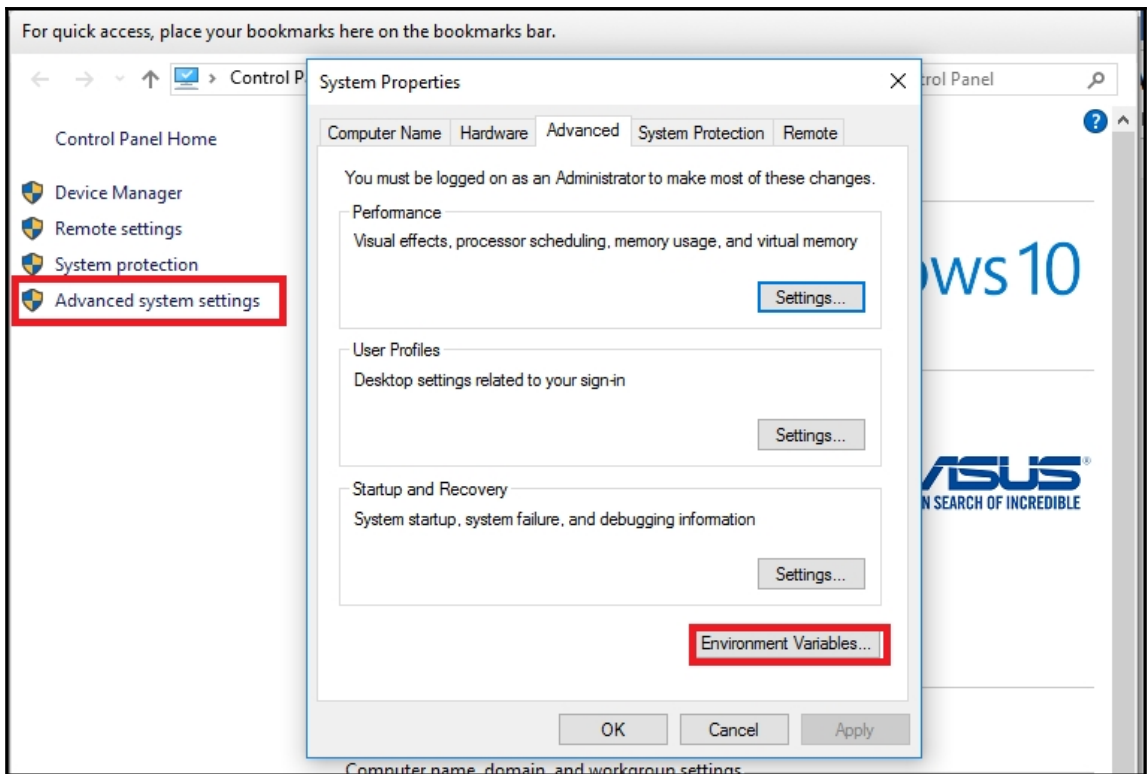 For quick access, place your bookmarks here on the bookmarks bar.
Control P
System Properties
trol Panel
Control Panel Home
Device Manager
Remote settings
System protection
Advanced system settings
Computer Name
Hardware
Advanced
System Protection
Remote
You must be logged on as an Administrator to make most of these changes.
Performance
Visual effects, processor scheduling, memory usage, and virtual memory
Settings...
User Profiles
Desktop settings related to your sign-in
Settings...
Startup and Recovery
System startup, system failure, and debugging information
Settings...
Environment Variables...
OK
Cancel
Apply
ows 10
ASUS
N SEARCH OF INCREDIBLE
Computer name, domain, and workgroup settings